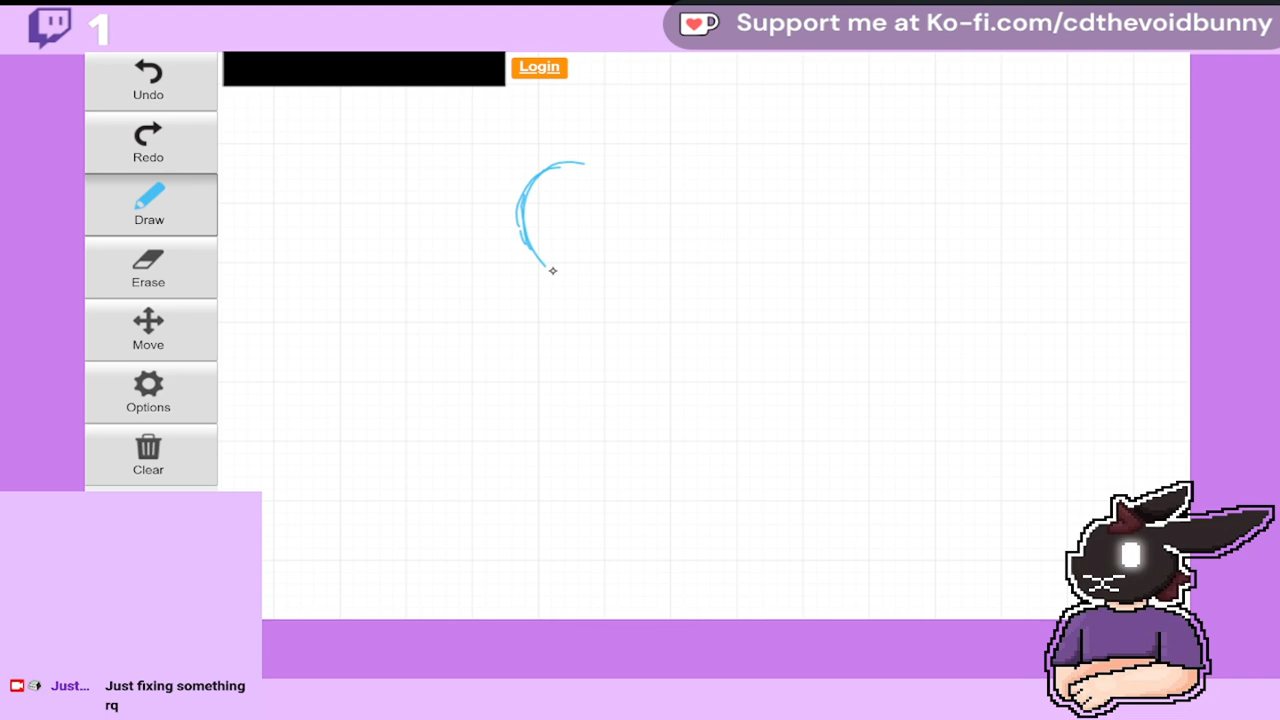 1
Support me at Ko-fi.com/cdthevoidbunny
Login
Undo
Redo
Draw
Erase
Move
Options
Clear
Just... Just fixing something
rq